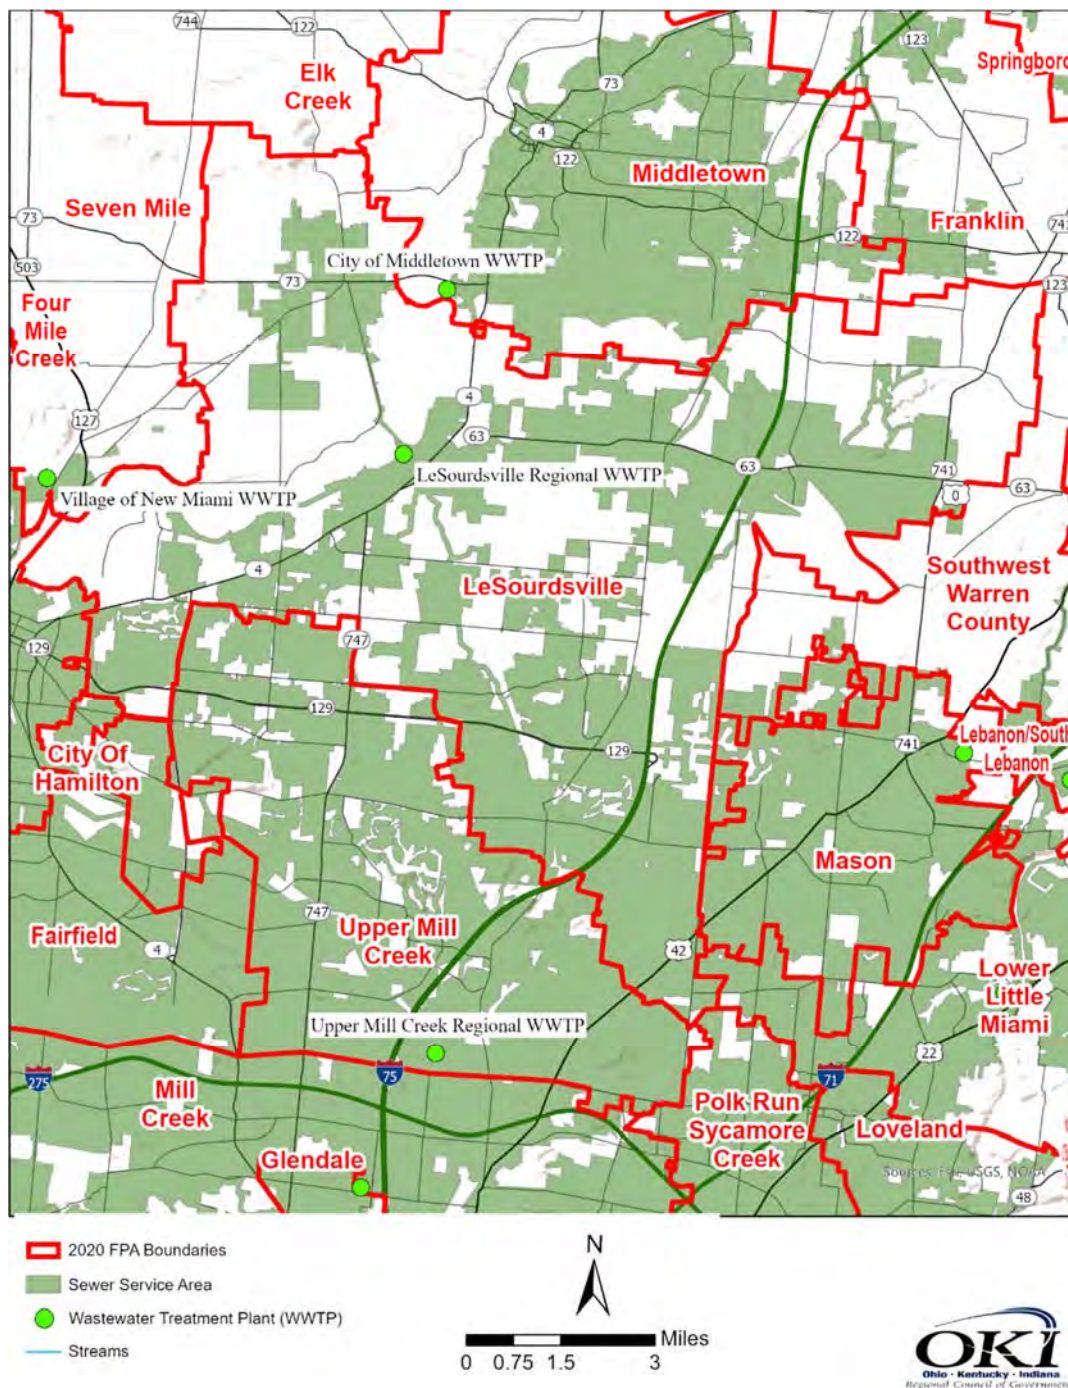 744
122
123
Springboro
Elk
Creek
73
4
122
Middletown
Seven Mile
73
Franklin
741
122
503
City of Middletown WWTP
73
123
Four
Mile
Creek
4
127
63
63
741
LeSourdsville Regional WWTP
63
0
Village of New Miami WWTP
4
LeSourdsville
Southwest
Warren
County
747
129
129
129
741
Lebanon/South
Lebanon
City Of
Hamilton
Mason
747
Upper Mill
Creek
Fairfield
4
42
Lower
Little
Miami
Upper Mill Creek Regional WWTP
22
275
75
71
Mill
Creek
Polk Run
Sycamore
Creek
Loveland
Glendale
Sources: Esri, USGS, NOAA
48
2020 FPA Boundaries
Sewer Service Area
Wastewater Treatment Plant (WWTP)
Streams
N
Miles
0 0.75 1.5 3
OKI
Ohio • Kentucky • Indiana
Regional Council of Governments